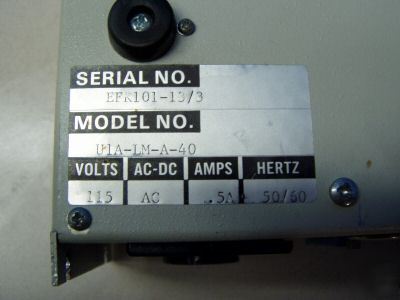 SERIAL NO.
EFR101-13/3
MODEL NO.
U1A-LM-A-40
VOLTS AC-DC AMPS HERTZ
115 AC .5A 50/60